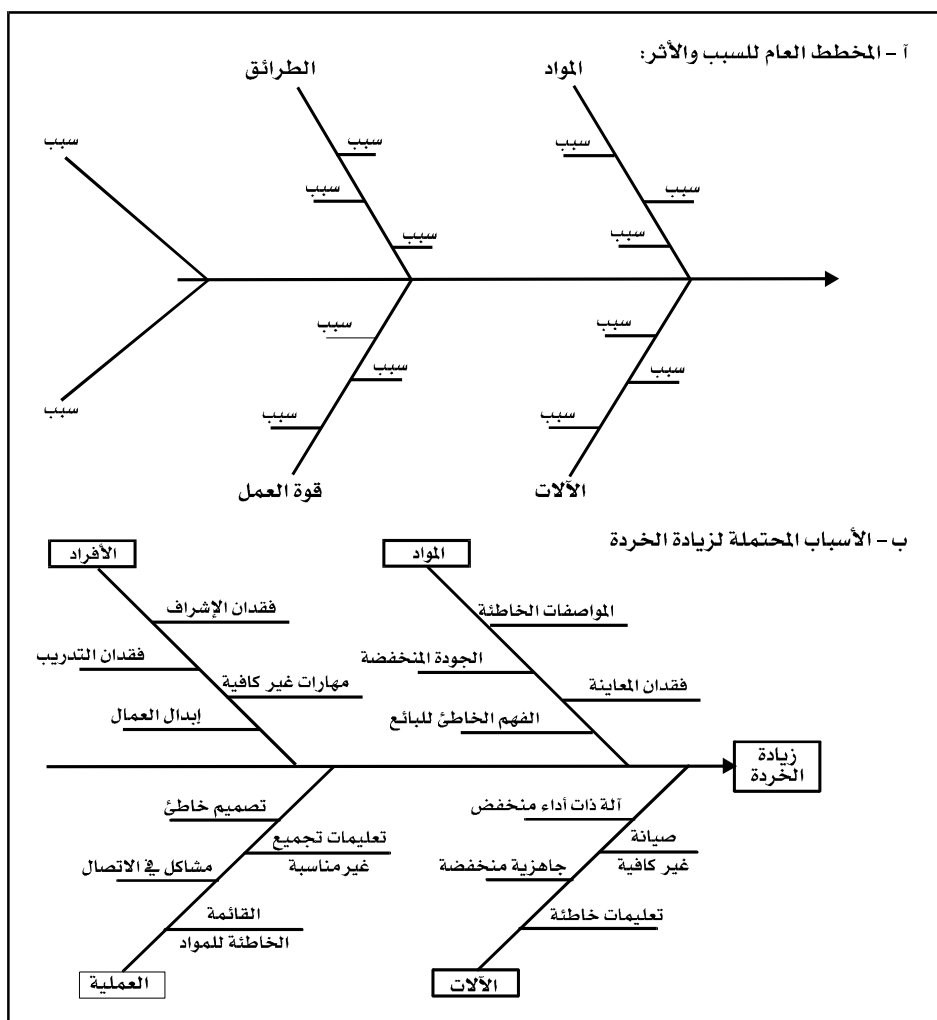 آ - المخطط العام للسبب والأثر:
المواد
الطرائق
سبب
سبب
سبب
سبب
سبب
سبب
سبب
سبب
سبب
سبب
سبب
سبب
سبب
سبب
الآلات
قوة العمل
ب - الأسباب المحتملة لزيادة الخردة
المواد
الأفراد
المواصفات الخاطئة
فقدان الإشراف
الجودة المنخفضة
فقدان التدريب
فقدان المعاينة
مهارات غير كافية
الفهم الخاطئ للبائع
إبدال العمال
زيادة
الخردة
آلة ذات أداء منخفض
تصميم خاطئ
صيانة
غير كافية
تعليمات تجميع
غير مناسبة
جاهزية منخفضة
مشاكل في الاتصال
تعليمات خاطئة
القائمة
الخاطئة للمواد
الآلات
العملية